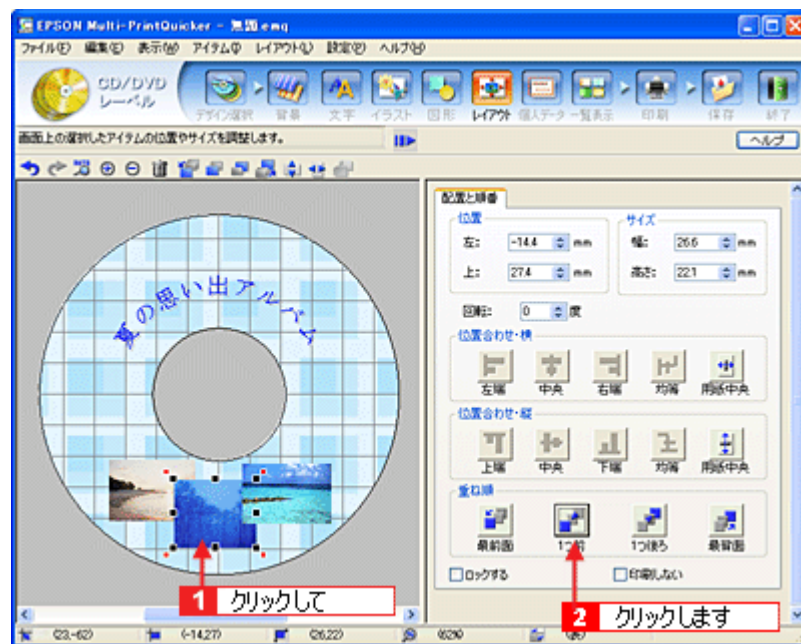 EPSON Multi-PrintQuicker - 無題.emq
ファイル(F) 編集(E) 表示(W) アイテム(I) レイアウト(L) 設定(P) ヘルプ(H)
CD/DVD
レーベル
デザイン選択 背景 文字 イラスト 図形 レイアウト 個人データ 一覧表示 印刷 保存 終了
画面上の選択したアイテムの位置やサイズを調整します。
ヘルプ
配置と順番
位置 サイズ
左: -14.4 mm 幅: 26.6 mm
上: 27.4 mm 高さ: 22.1 mm
回転: 0 度
位置合わせ・横
左端 中央 右端 均等 用紙中央
位置合わせ・縦
上端 中央 下端 均等 用紙中央
重ね順
最前面 1つ前 1つ後ろ 最背面
ロックする 印刷しない
夏の思い出アルバム
1 クリックして
2 クリックします
(23,-62) (-14,27) (26,22) (62%) (表)